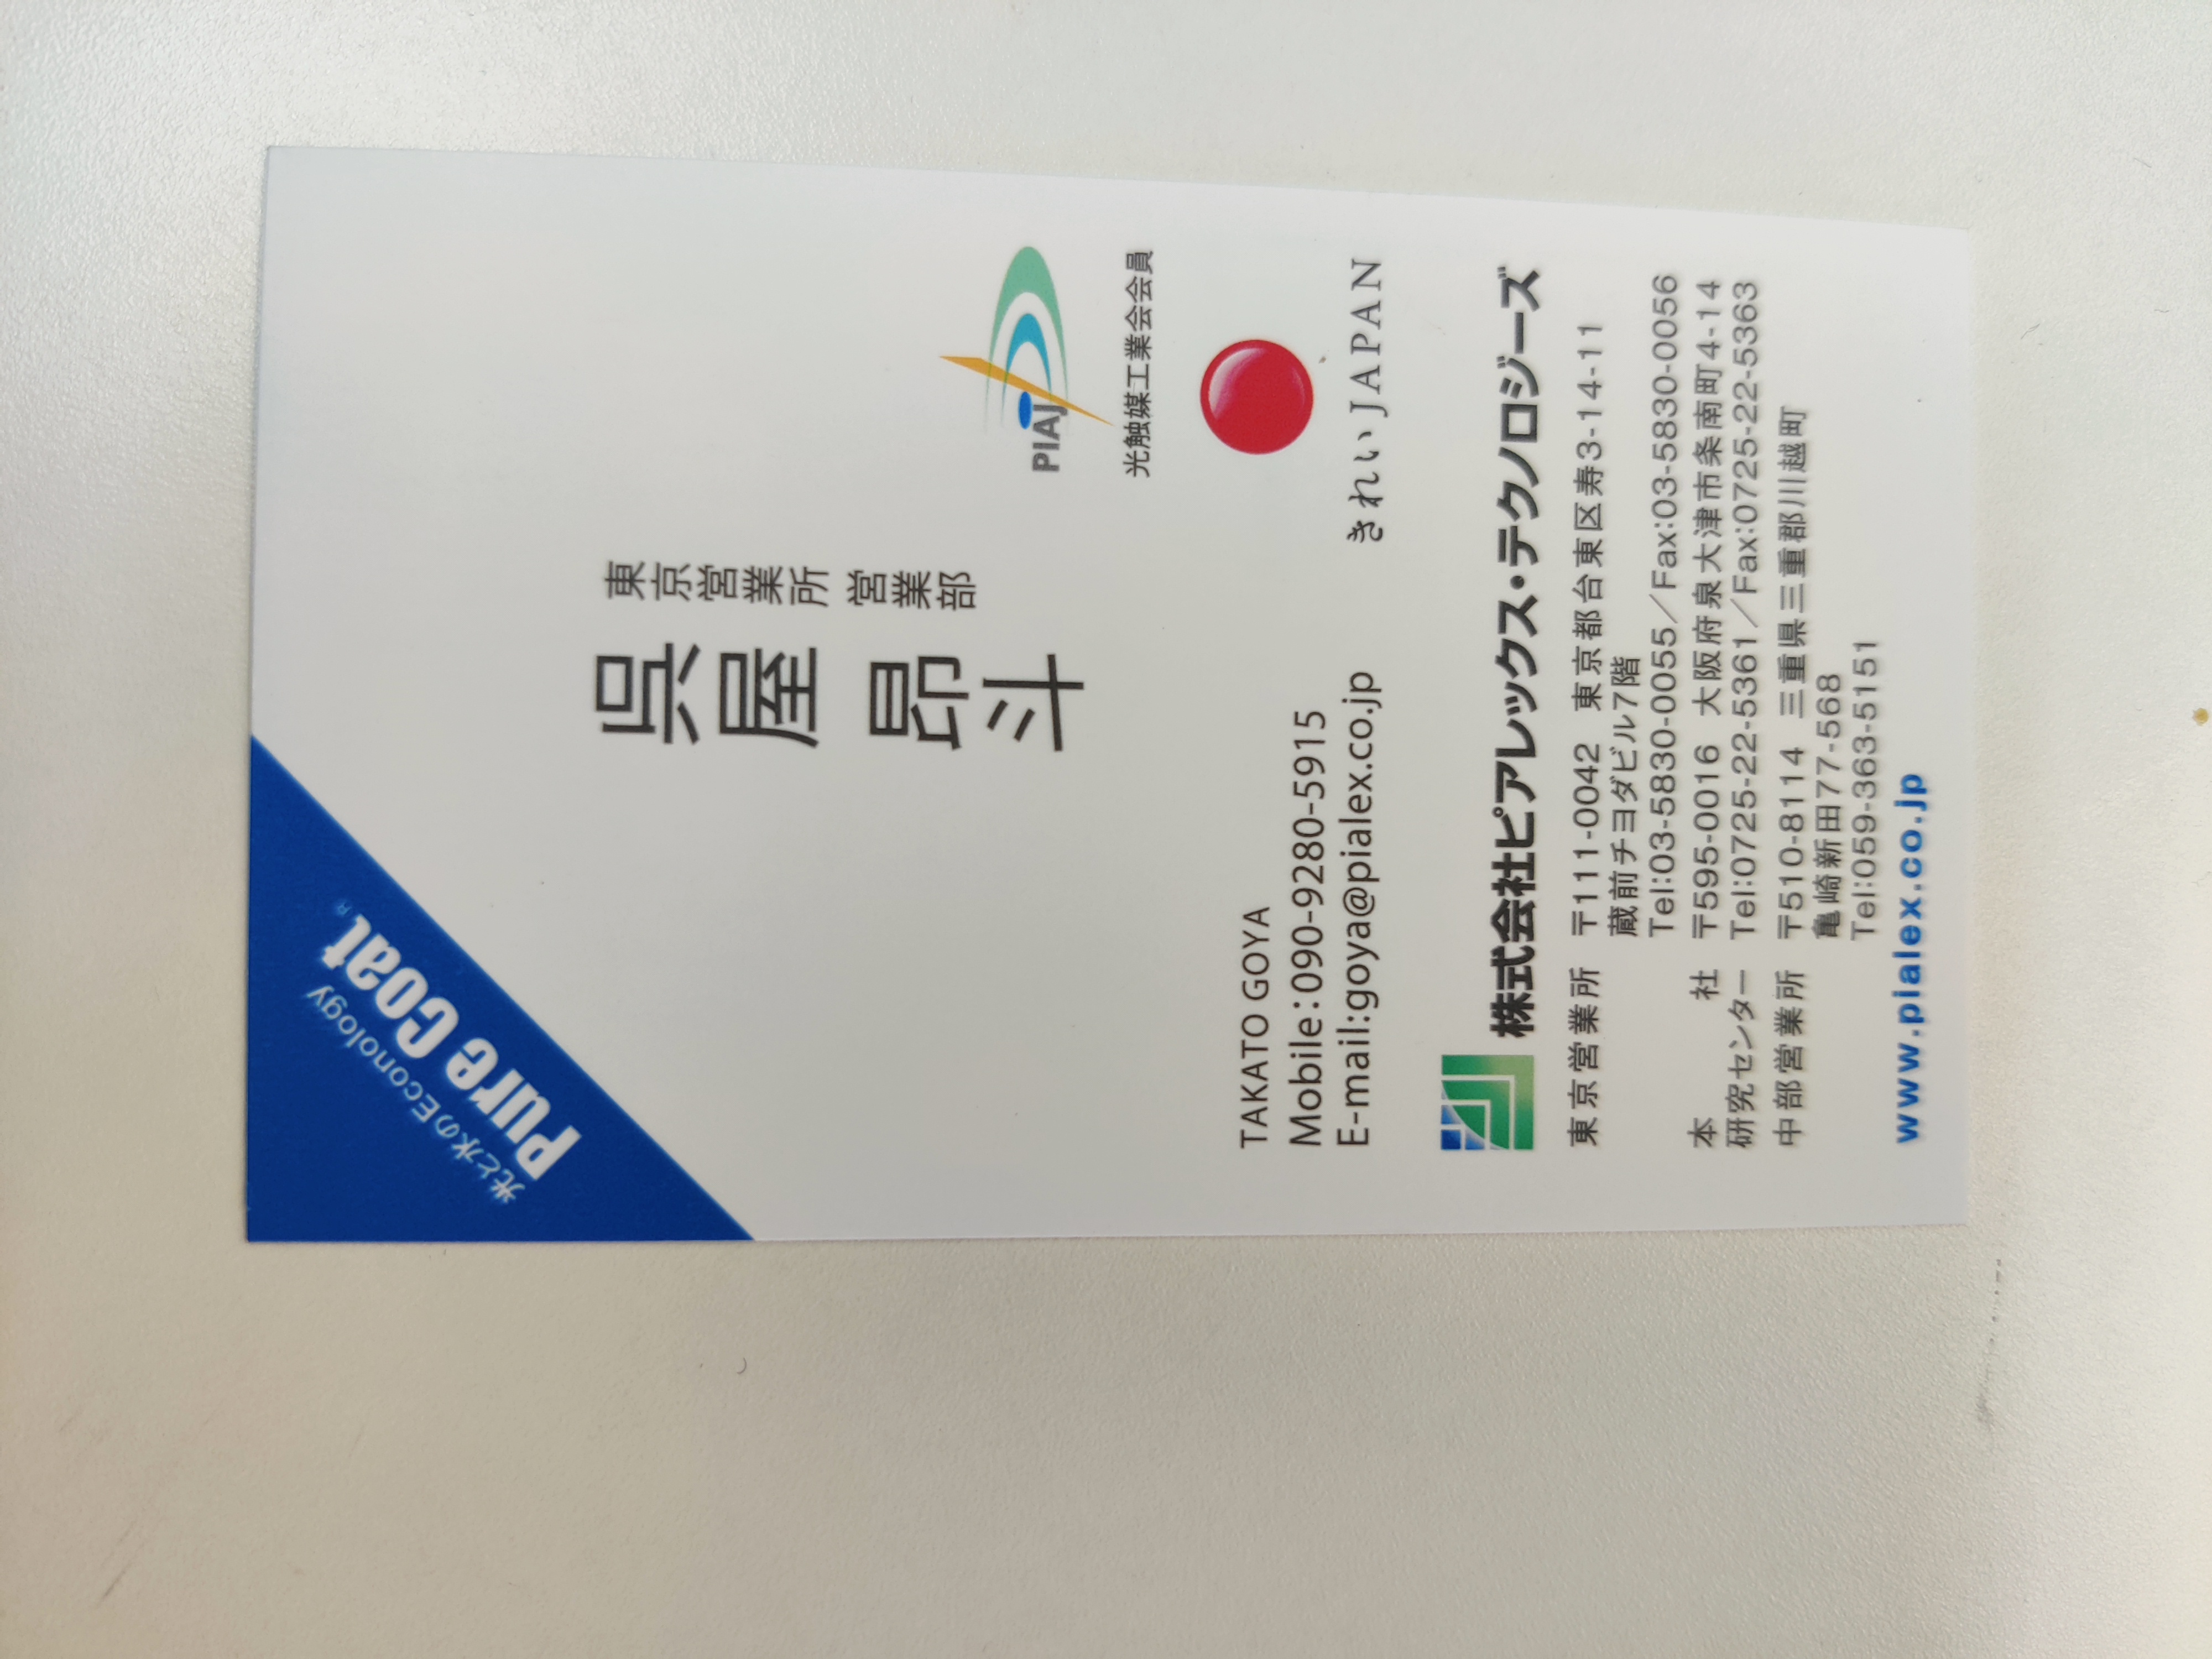 光と水のEconology
Pure Coat®
東京営業所 営業部
呉屋 昂斗
PIAJ
光触媒工業会会員
きれいJAPAN
TAKATO GOYA
Mobile:090-9280-5915
E-mail:goya@pialex.co.jp
株式会社ピアレックス・テクノロジーズ
東京営業所 〒111-0042 東京都台東区寿3-14-11
蔵前チヨダビル7階
Tel:03-5830-0055/Fax:03-5830-0056
本社 〒595-0016 大阪府泉大津市条南町4-14
研究センター Tel:0725-22-5361/Fax:0725-22-5363
中部営業所 〒510-8114 三重県三重郡川越町
亀崎新田77-568
Tel:059-363-5151
www.pialex.co.jp